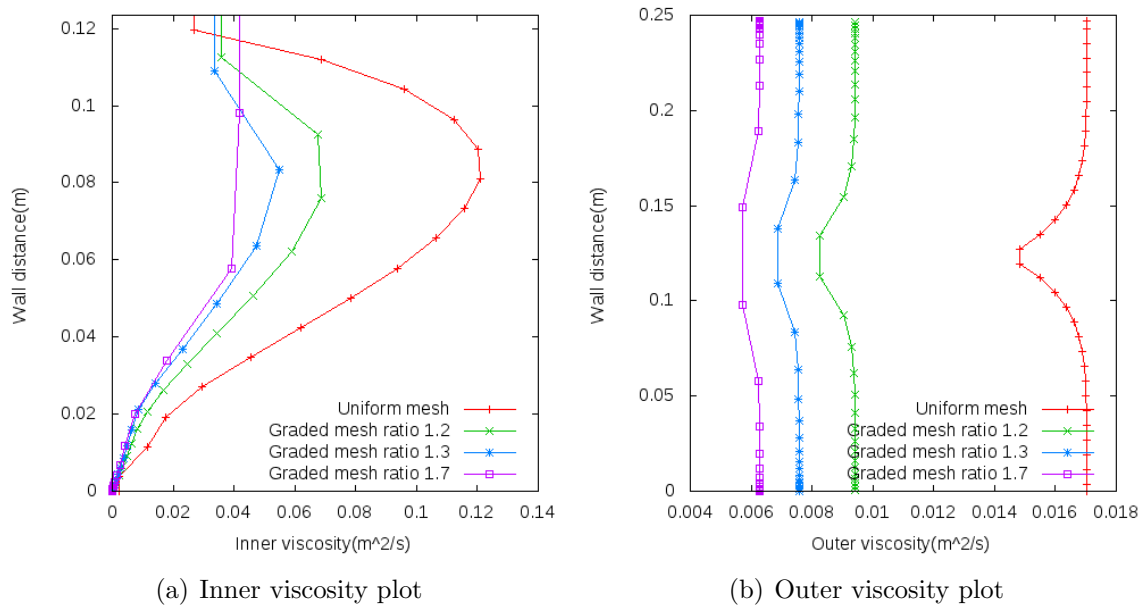 0.12
0.1
0.08
0.06
0.04
0.02
0
Wall distance(m)
Uniform mesh
Graded mesh ratio 1.2
Graded mesh ratio 1.3
Graded mesh ratio 1.7
0 0.02 0.04 0.06 0.08 0.1 0.12 0.14
Inner viscosity(m^2/s)
(a) Inner viscosity plot
0.25
0.2
0.15
0.1
0.05
0
Wall distance(m)
Uniform mesh
Graded mesh ratio 1.2
Graded mesh ratio 1.3
Graded mesh ratio 1.7
0.004 0.006 0.008 0.01 0.012 0.014 0.016 0.018
Outer viscosity(m^2/s)
(b) Outer viscosity plot